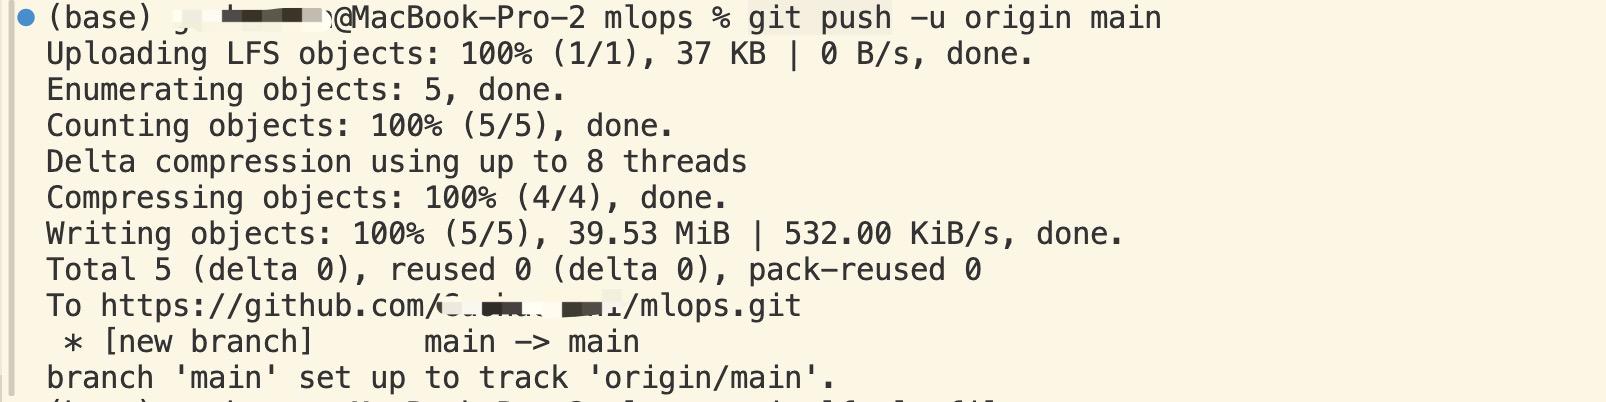 (base) @MacBook-Pro-2 mlops % git push -u origin main
Uploading LFS objects: 100% (1/1), 37 KB | 0 B/s, done.
Enumerating objects: 5, done.
Counting objects: 100% (5/5), done.
Delta compression using up to 8 threads
Compressing objects: 100% (4/4), done.
Writing objects: 100% (5/5), 39.53 MiB | 532.00 KiB/s, done.
Total 5 (delta 0), reused 0 (delta 0), pack-reused 0
To https://github.com//mlops.git
 * [new branch]      main -> main
branch 'main' set up to track 'origin/main'.